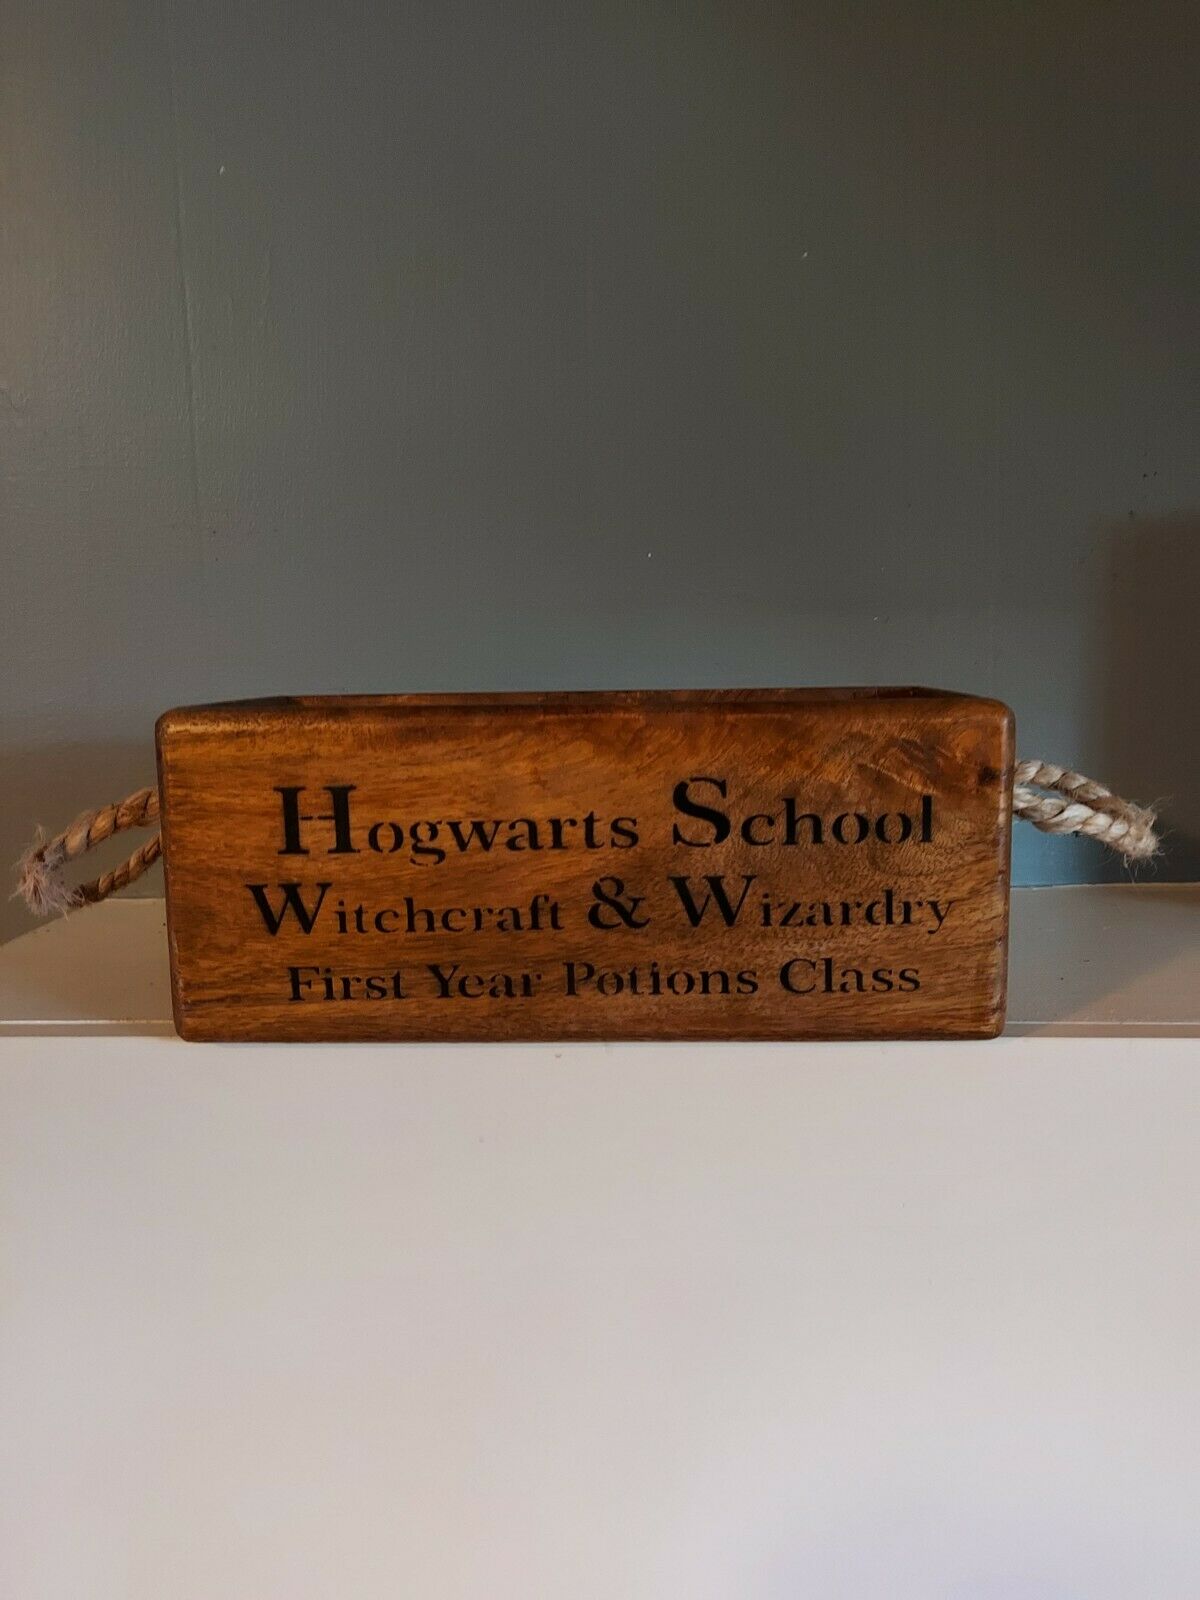 Hogwarts School
Witchcraft & Wizardry
First Year Potions Class